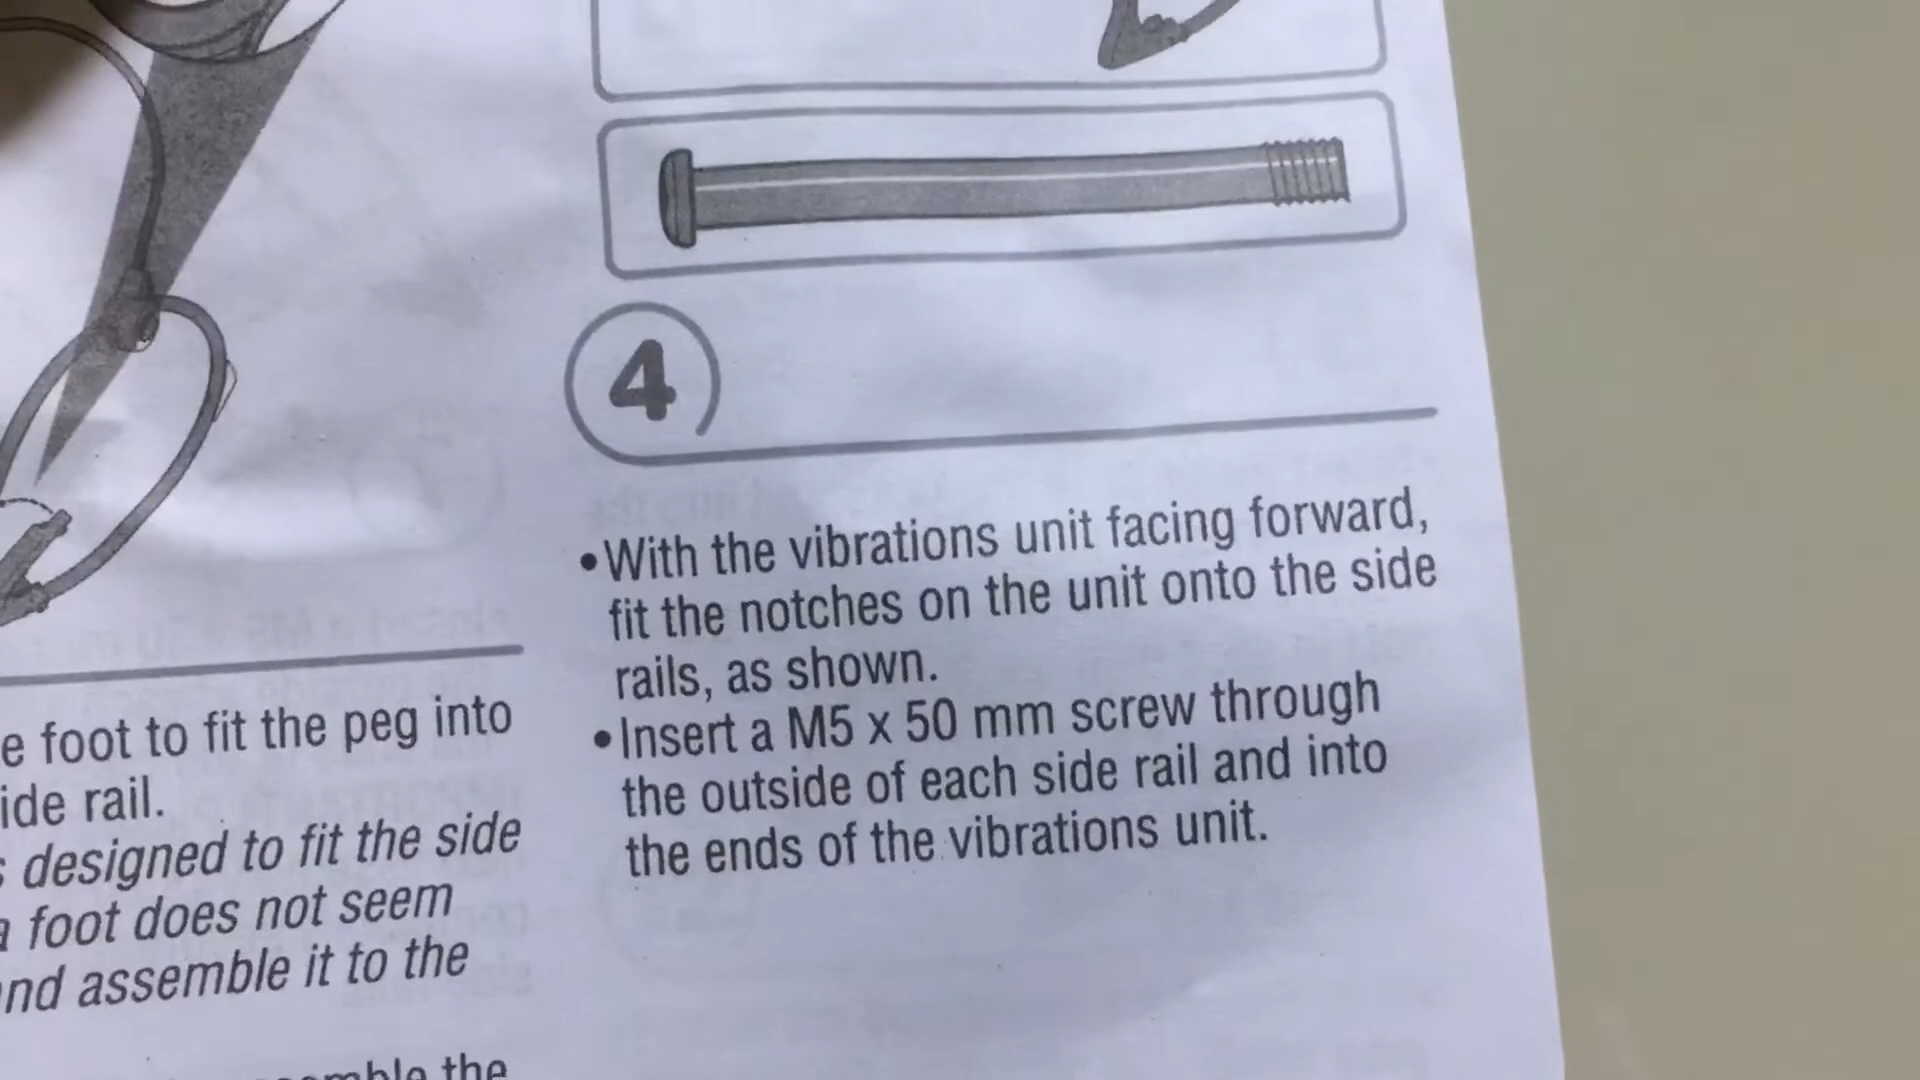 4
•With the vibrations unit facing forward,
fit the notches on the unit onto the side
rails, as shown.
•Insert a M5 x 50 mm screw through
the outside of each side rail and into
the ends of the vibrations unit.
e foot to fit the peg into
ide rail.
designed to fit the side
a foot does not seem
nd assemble it to the
the